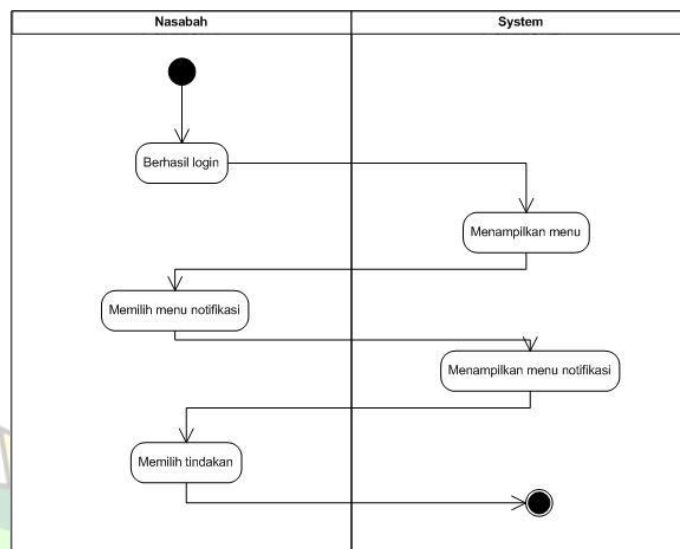 Nasabah
System
Berhasil login
Menampilkan menu
Memilih menu notifikasi
Menampilkan menu notifikasi
Memilih tindakan